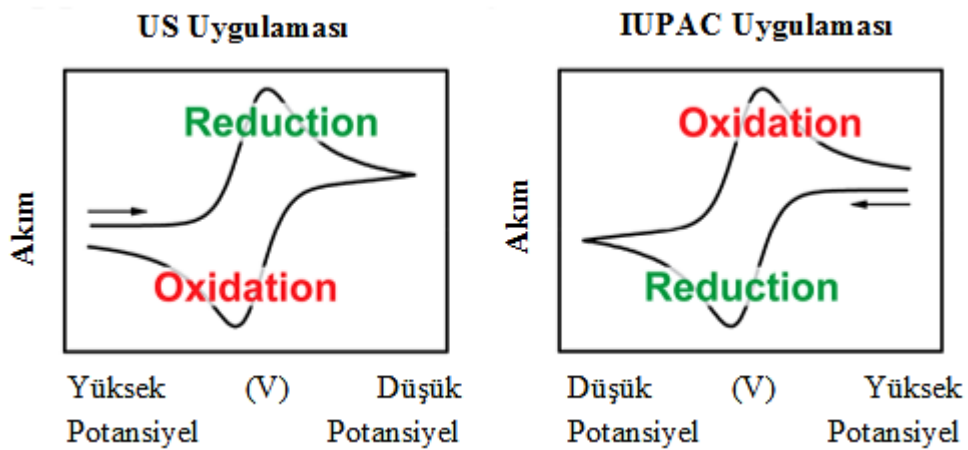 US Uygulaması
Akım
Reduction
Oxidation
Yüksek Potansiyel
(V)
Düşük Potansiyel
IUPAC Uygulaması
Akım
Oxidation
Reduction
Düşük Potansiyel
(V)
Yüksek Potansiyel